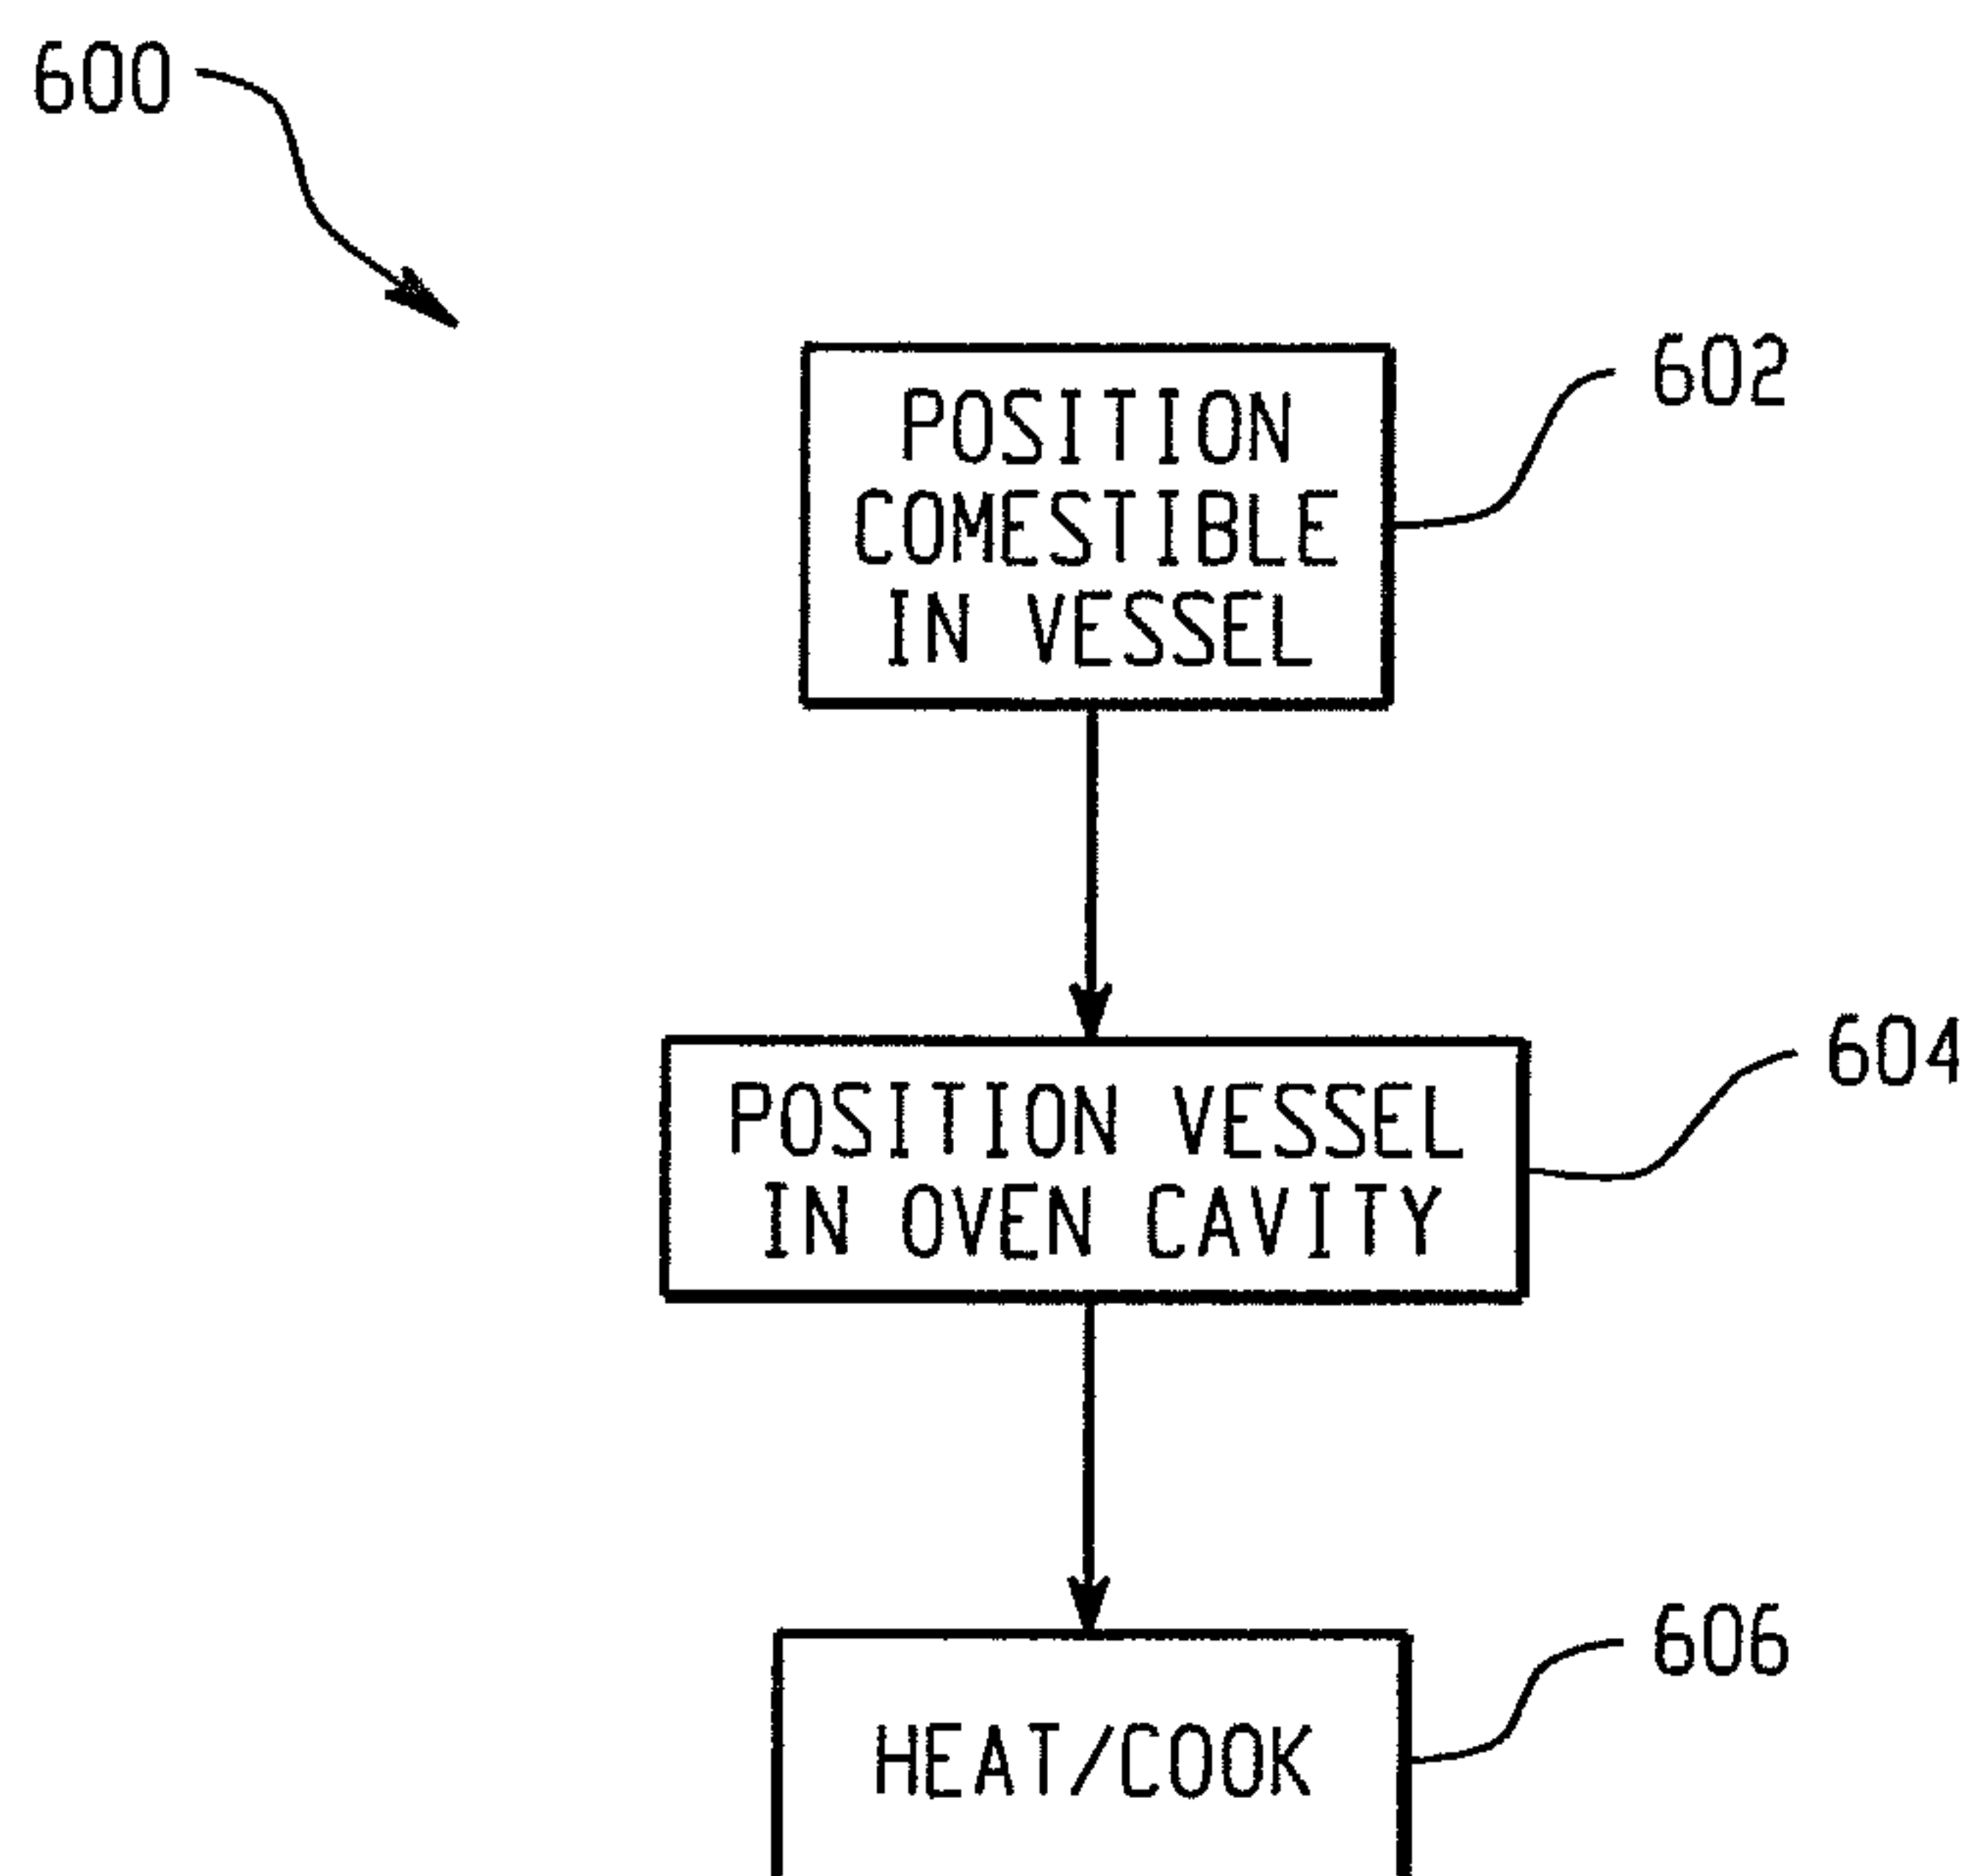 600
POSITION
COMESTIBLE
IN VESSEL
602
POSITION VESSEL
IN OVEN CAVITY
604
HEAT/COOK
606